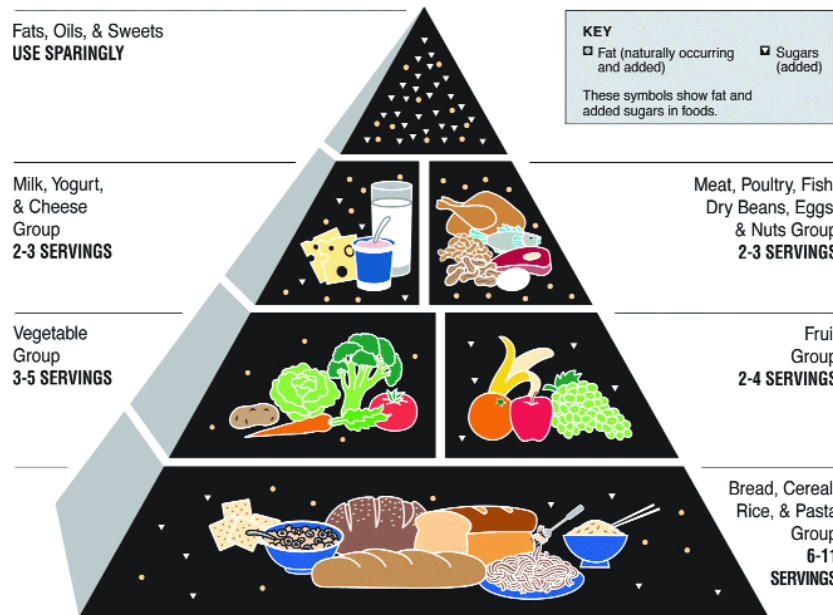 Fats, Oils, & Sweets
USE SPARINGLY
KEY
Fat (naturally occurring
and added)
Sugars
(added)
These symbols show fat and
added sugars in foods.
Milk, Yogurt,
& Cheese
Group
2-3 SERVINGS
Meat, Poultry, Fish,
Dry Beans, Eggs,
& Nuts Group
2-3 SERVINGS
Vegetable
Group
3-5 SERVINGS
Frui
Group
2-4 SERVINGS
Bread, Cereal,
Rice, & Pasta
Group
6-11
SERVINGS